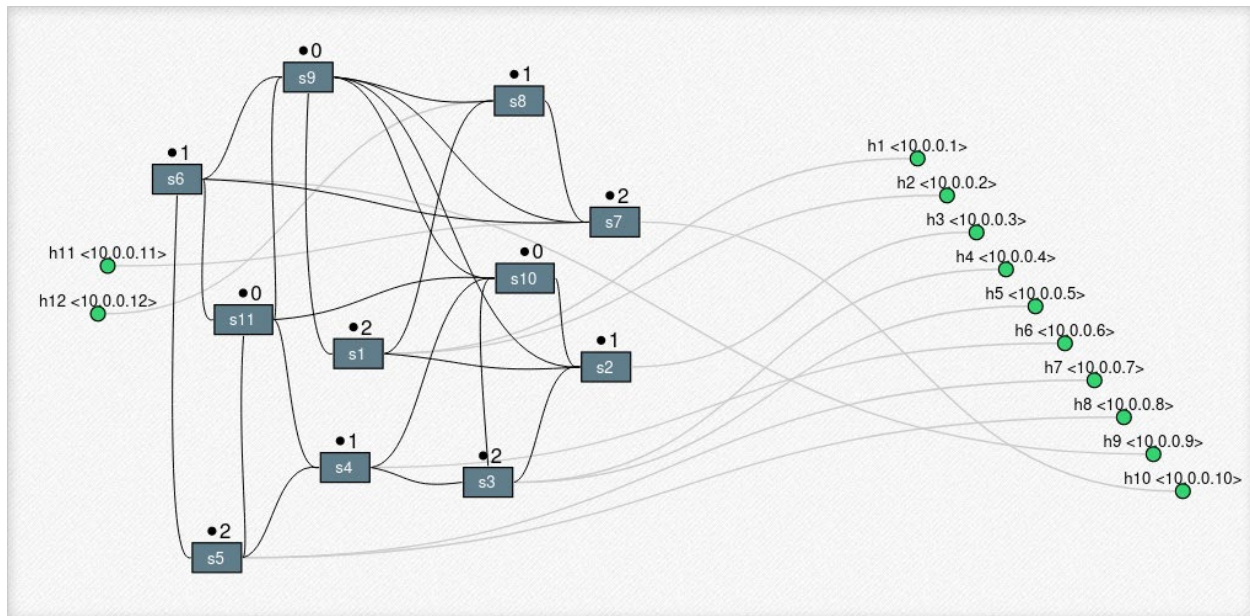 ●0
s9
●1
s8
●1
s6
●2
s7
h1 <10.0.0.1>
h2 <10.0.0.2>
h3 <10.0.0.3>
h11 <10.0.0.11>
●0
s10
h4 <10.0.0.4>
h12 <10.0.0.12>
●0
s11
h5 <10.0.0.5>
●2
s1
●1
s2
h6 <10.0.0.6>
h7 <10.0.0.7>
h8 <10.0.0.8>
●1
s4
●2
s3
h9 <10.0.0.9>
h10 <10.0.0.10>
●2
s5